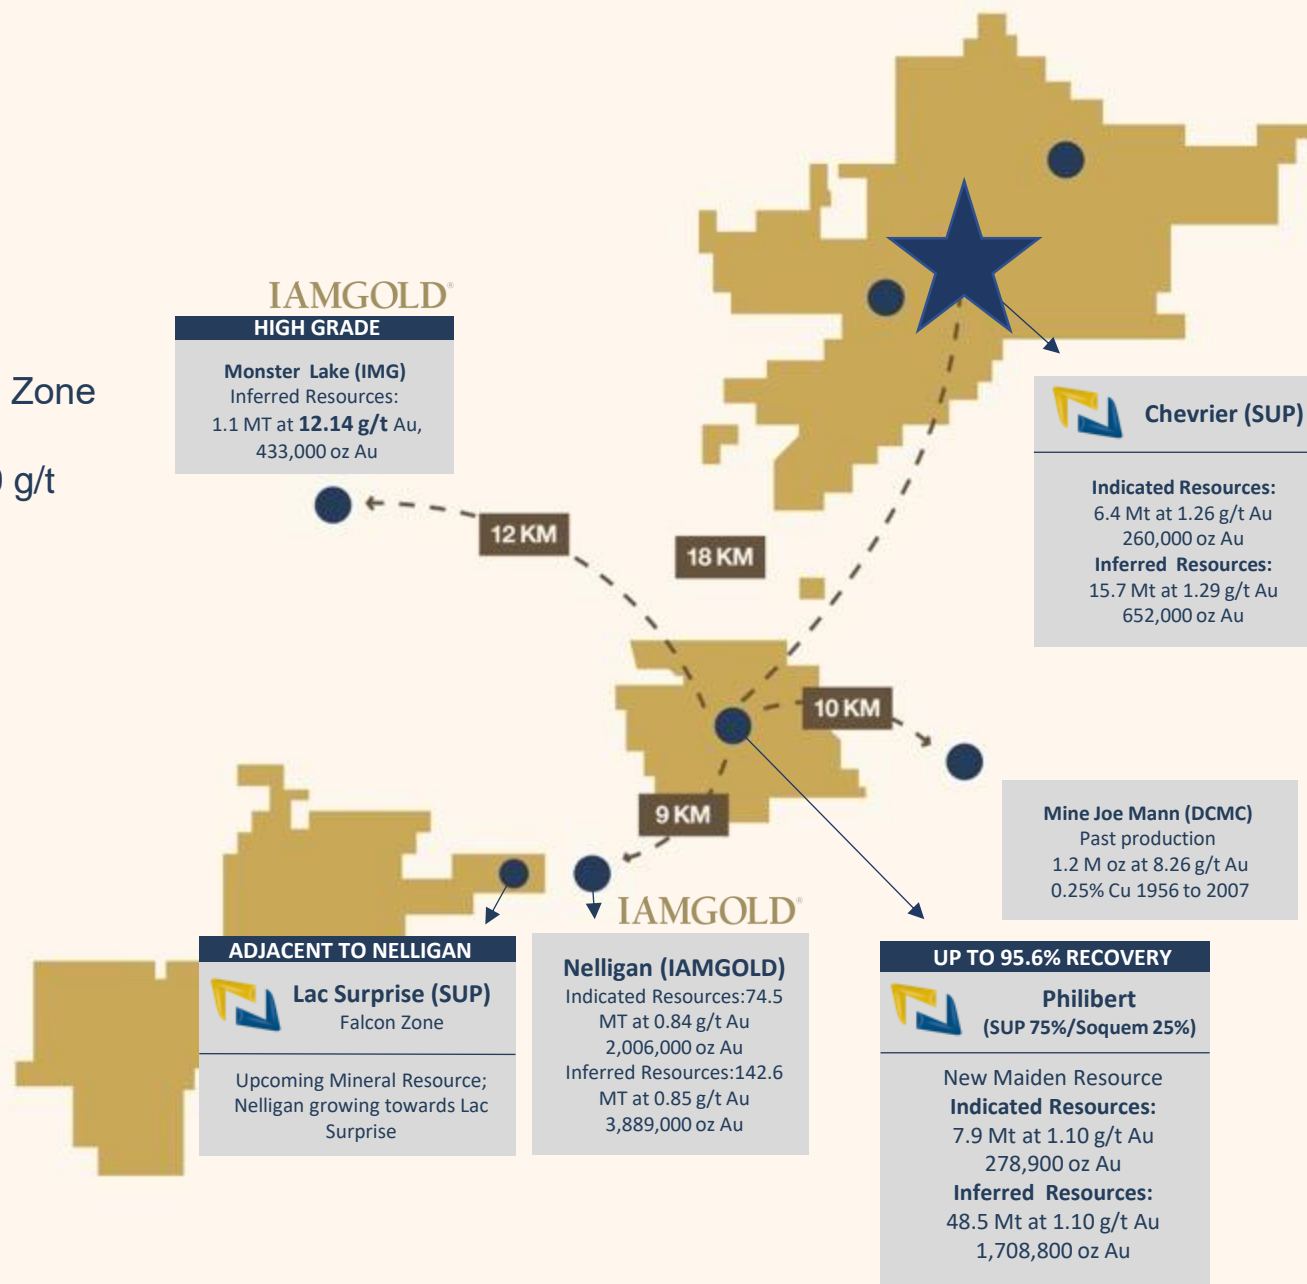 Zone
g/t
IAMGOLD®
HIGH GRADE
Monster Lake (IMG)
Inferred Resources:
1.1 MT at 12.14 g/t Au,
433,000 oz Au
12 KM
18 KM
Chevrier (SUP)
Indicated Resources:
6.4 Mt at 1.26 g/t Au
260,000 oz Au
Inferred Resources:
15.7 Mt at 1.29 g/t Au
652,000 oz Au
10 KM
9 KM
Mine Joe Mann (DCMC)
Past production
1.2 M oz at 8.26 g/t Au
0.25% Cu 1956 to 2007
IAMGOLD®
ADJACENT TO NELLIGAN
Lac Surprise (SUP)
Falcon Zone
Upcoming Mineral Resource;
Nelligan growing towards Lac
Surprise
Nelligan (IAMGOLD)
Indicated Resources:74.5
MT at 0.84 g/t Au
2,006,000 oz Au
Inferred Resources:142.6
MT at 0.85 g/t Au
3,889,000 oz Au
UP TO 95.6% RECOVERY
Philibert
(SUP 75%/Soquem 25%)
New Maiden Resource
Indicated Resources:
7.9 Mt at 1.10 g/t Au
278,900 oz Au
Inferred Resources:
48.5 Mt at 1.10 g/t Au
1,708,800 oz Au